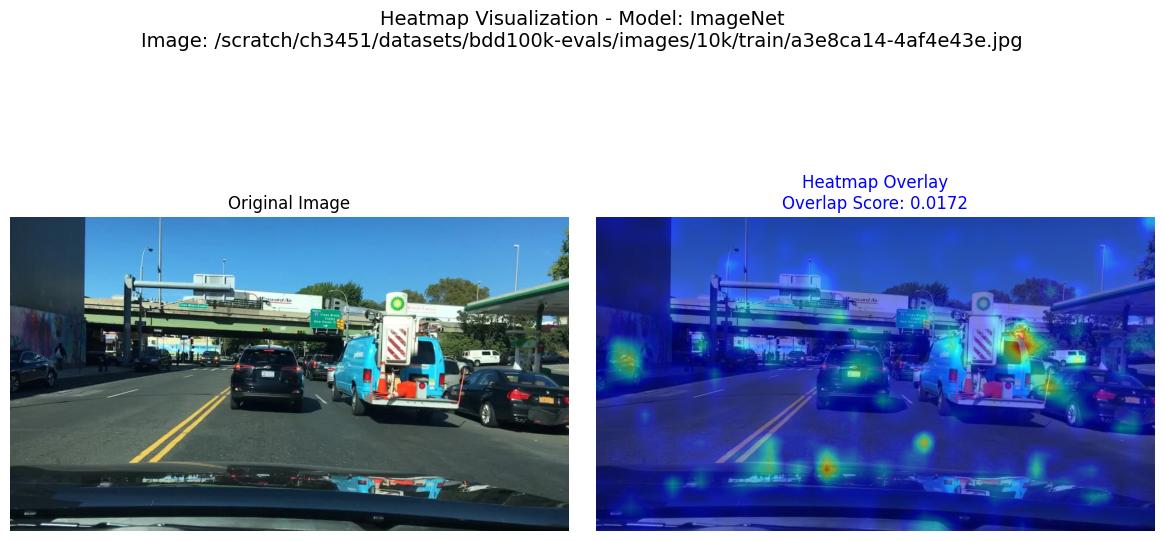 Heatmap Visualization - Model: ImageNet
Image: /scratch/ch3451/datasets/bdd100k-evals/images/10k/train/a3e8ca14-4af4e43e.jpg
Original Image
Heatmap Overlay
Overlap Score: 0.0172
bp